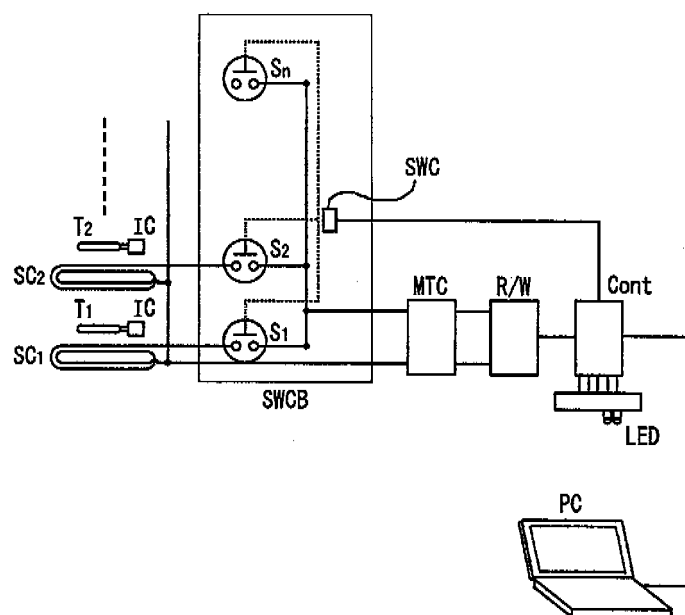 Sn
SWC
T2 IC
S2
SC2
MTC R/W Cont
T1 IC
S1
SC1
SWCB
LED
PC